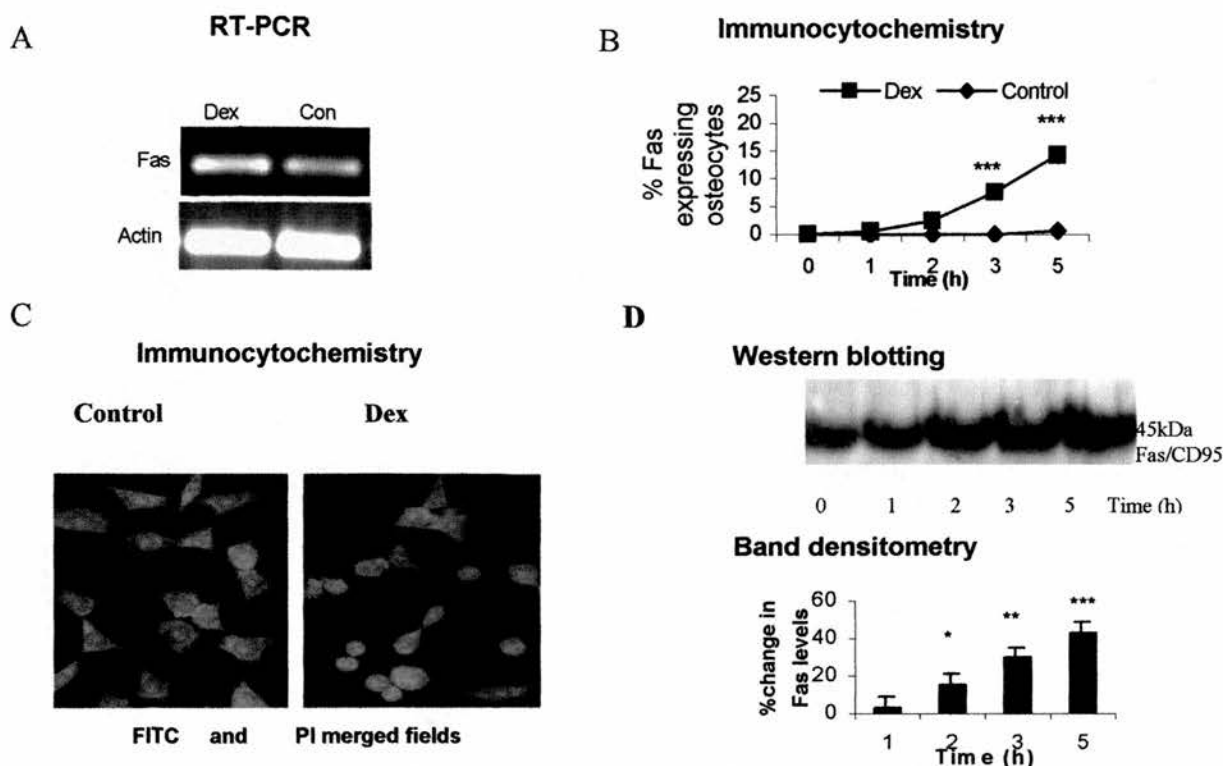 A
RT-PCR
Dex Con
Fas
Actin
B
Immunocytochemistry
Dex Control
% Fas
expressing
osteocytes
25
20
15
10
5
0
***
***
0 1 2 3 5
Time (h)
C
Immunocytochemistry
Control Dex
FITC and PI merged fields
D
Western blotting
45kDa
Fas/CD95
0 1 2 3 5 Time (h)
Band densitometry
%change in
Fas levels
60
40
20
0
*
**
***
1 2 3 5
Time (h)